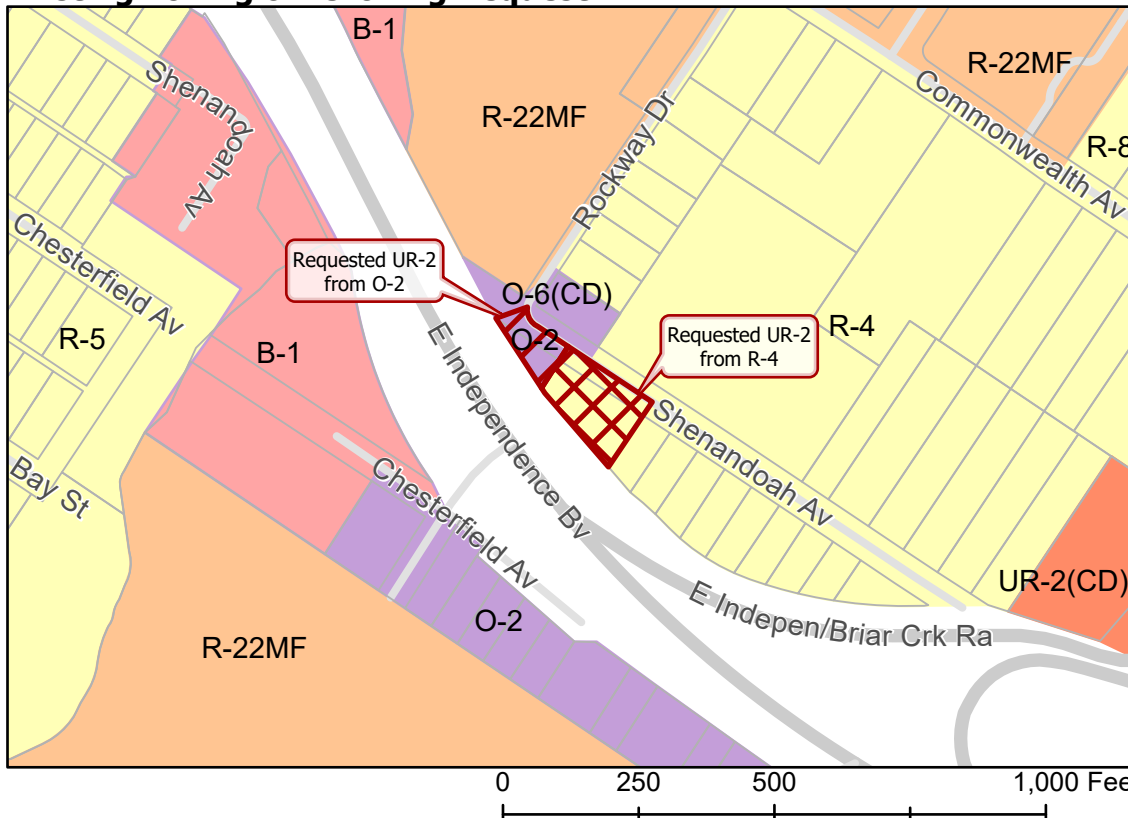 B-1
R-22MF
R-22MF
Shenandoah Av
Commonwealth Av
Rockway Dr
R-8
Chesterfield Av
Requested UR-2
from O-2
O-6(CD)
O-2
Requested UR-2
from R-4
R-4
R-5
B-1
E Independence Bv
Shenandoah Av
Bay St
Chesterfield Av
UR-2(CD)
E Indepen/Briar Crk Ra
O-2
R-22MF
0 250 500 1,000 Fee